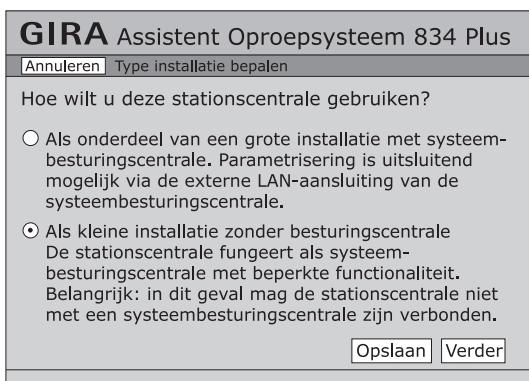 GIRA Assistent Oproepsysteem 834 Plus
Annuleren Type installatie bepalen
Hoe wilt u deze stationscentrale gebruiken?
Als onderdeel van een grote installatie met systeem-
besturingscentrale. Parametrisering is uitsluitend
mogelijk via de externe LAN-aansluiting van de
systeembesturingscentrale.
Als kleine installatie zonder besturingscentrale
De stationscentrale fungeert als systeem-
besturingscentrale met beperkte functionaliteit.
Belangrijk: in dit geval mag de stationscentrale niet
met een systeembesturingscentrale zijn verbonden.
Opslaan Verder